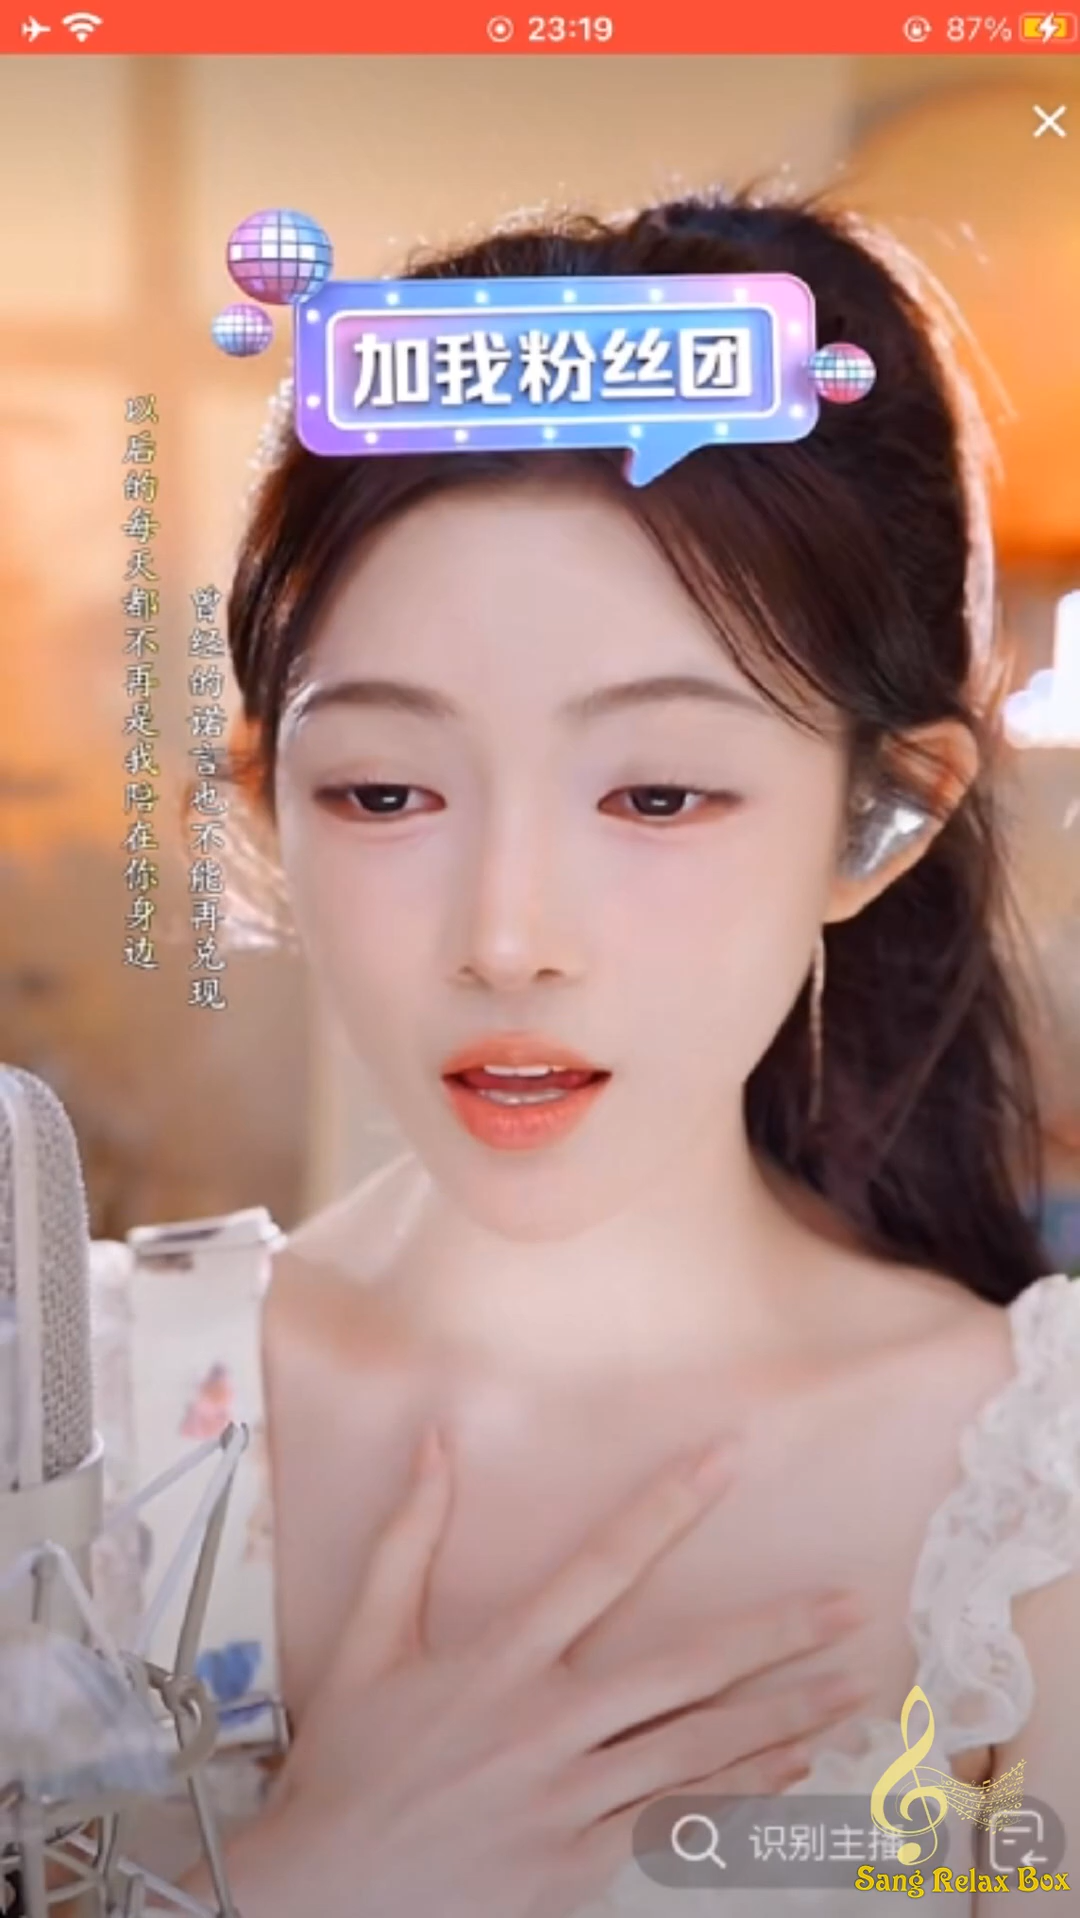 23:19
87%
加我粉丝团
曾经的诺言也不能再兑现
以后的每天都不再是我陪在你身边
识别主播
Sang Relax Box